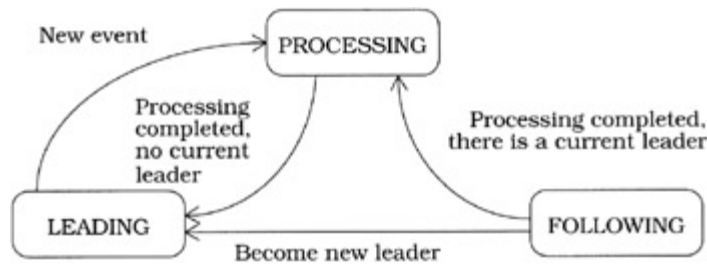 New event
PROCESSING
Processing
completed,
no current
leader
Processing completed,
there is a current leader
LEADING
FOLLOWING
Become new leader